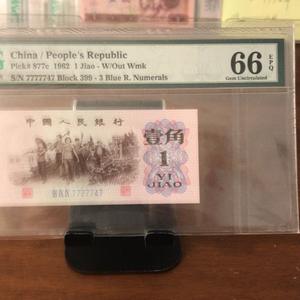 China / People's Republic
Pick# 877c 1962 1 Jiao - W/Out Wmk
S/N 7777747 Block 399 - 3 Blue R. Numerals
66 EPQ
Gem Uncirculated
中國人民銀行
壹角
1
YI
JIAO
7777747